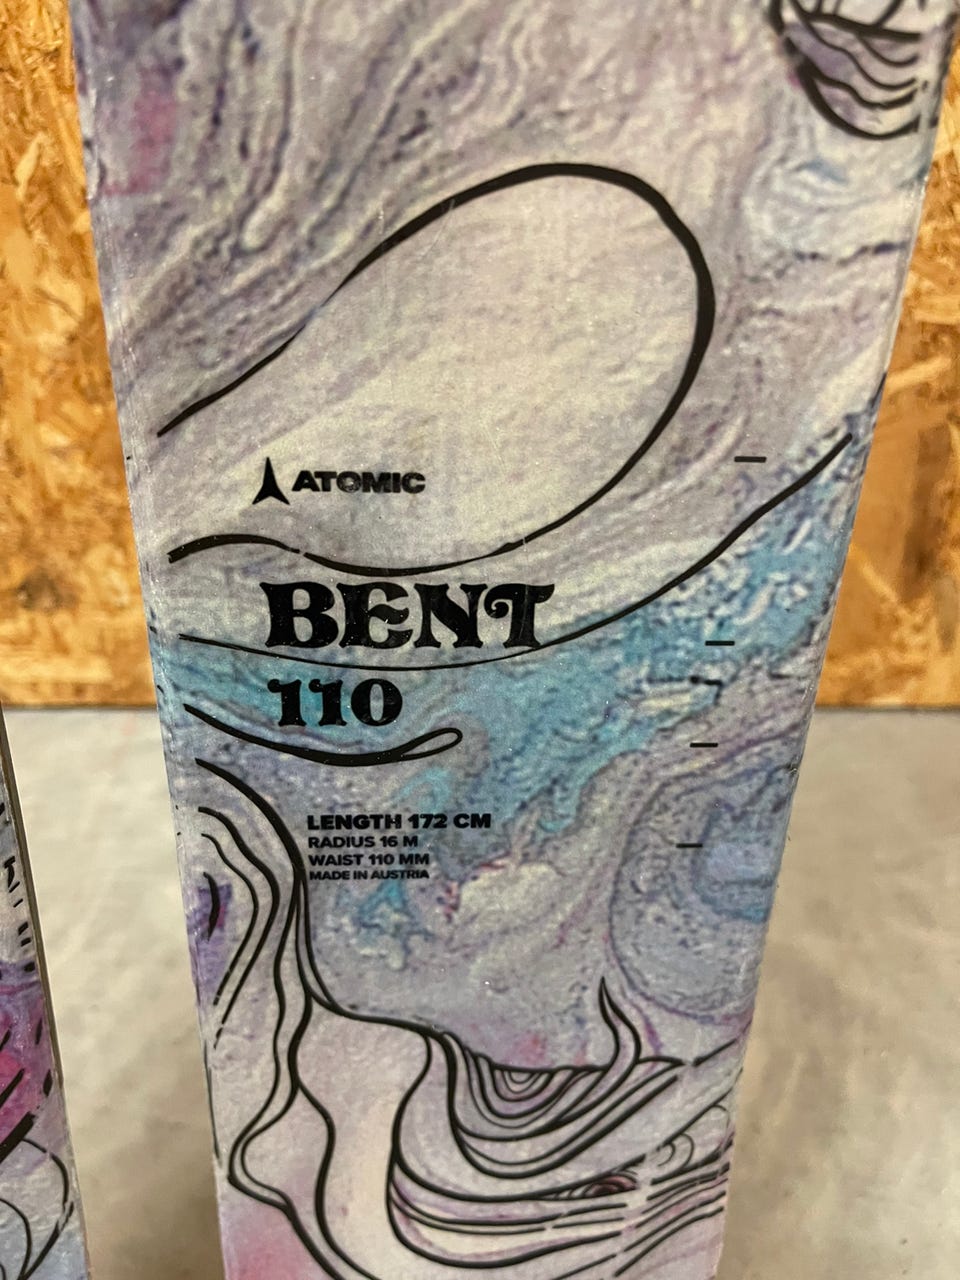 ATOMIC
BENT
110
LENGTH 172 CM
RADIUS 16 M
WAIST 110 MM
MADE IN AUSTRIA